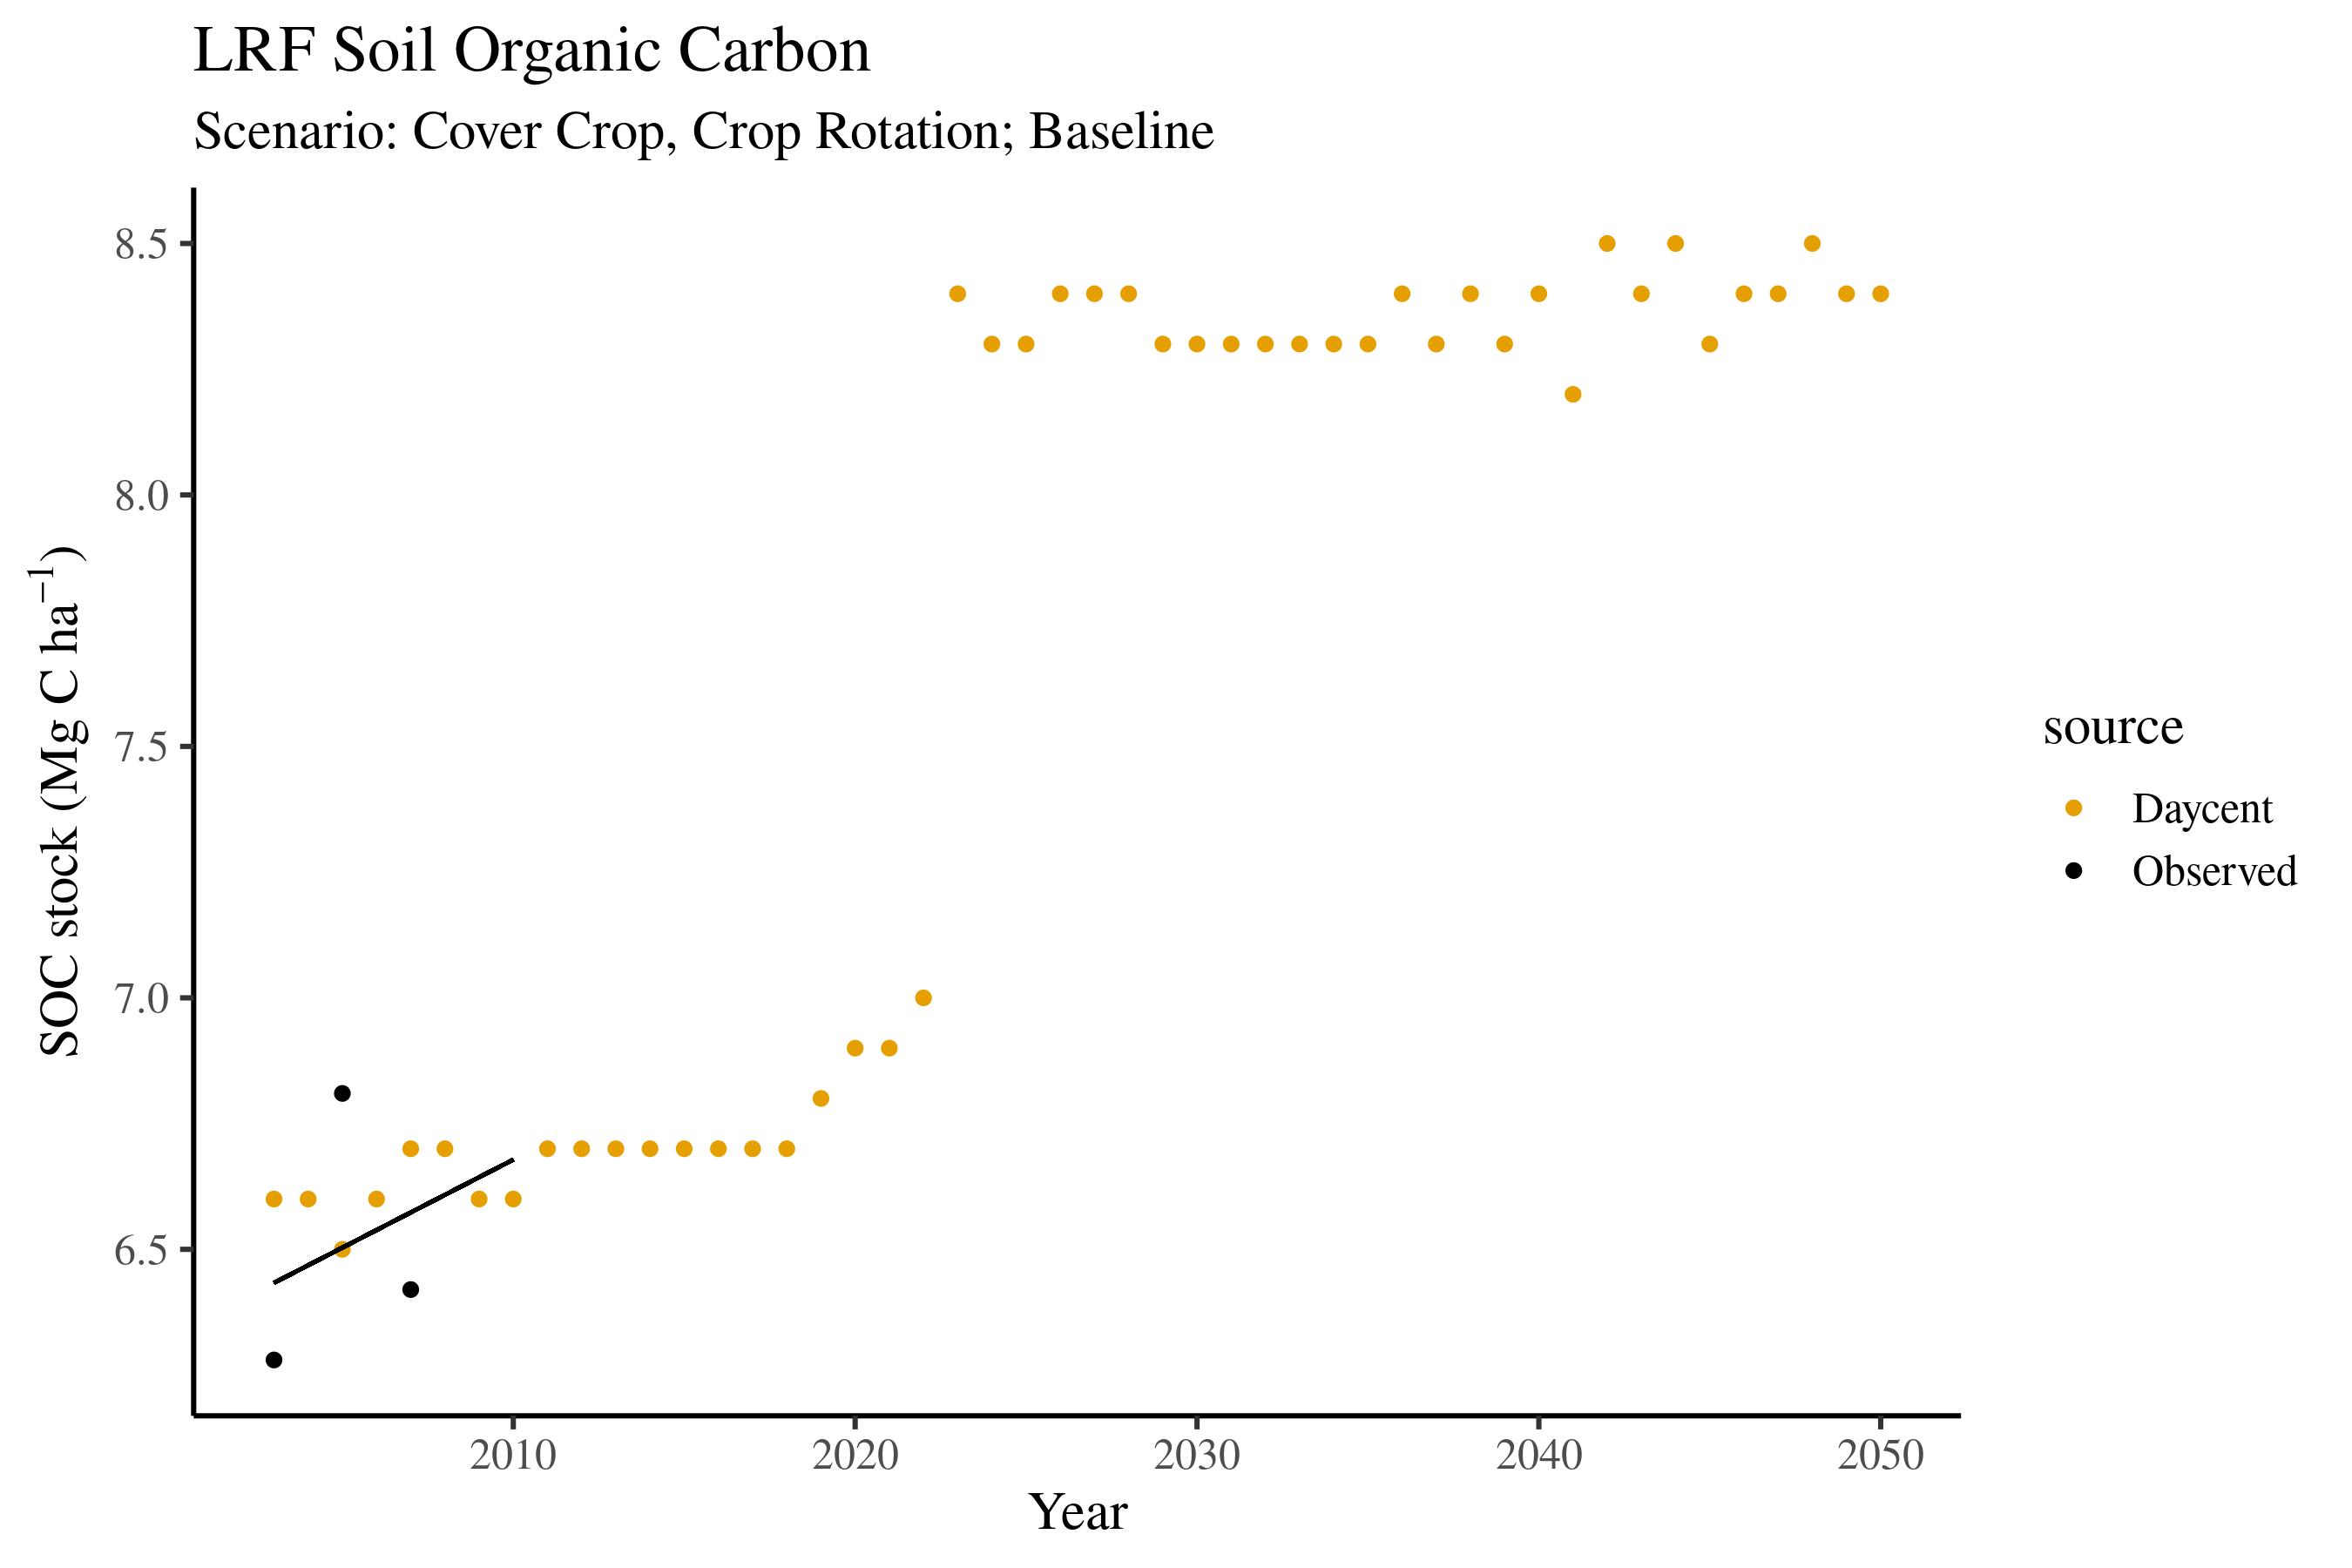 LRF Soil Organic Carbon
Scenario: Cover Crop, Crop Rotation; Baseline
SOC stock (Mg C ha⁻¹)
8.5
8.0
7.5
7.0
6.5
2010 2020 2030 2040 2050
Year
source
Daycent
Observed